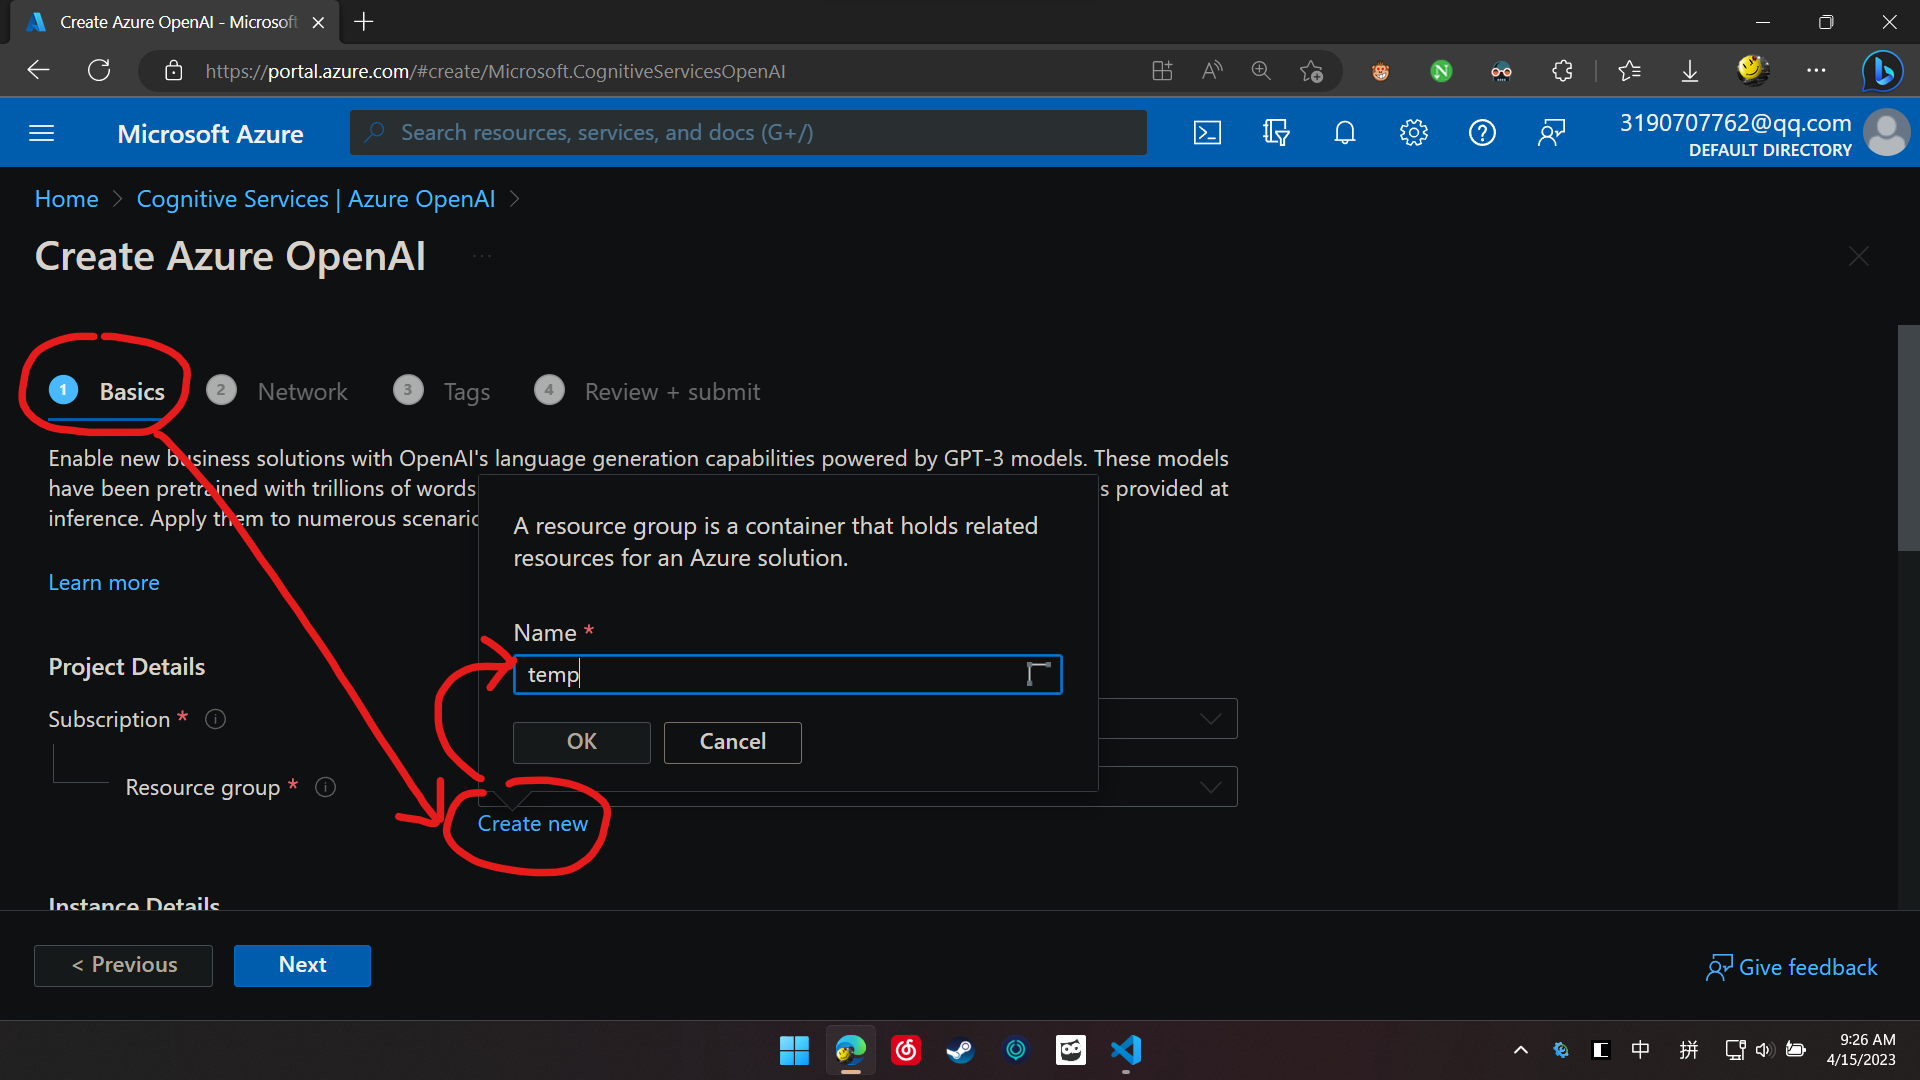 Create Azure OpenAI - Microsoft
https://portal.azure.com/#create/Microsoft.CognitiveServicesOpenAI
Microsoft Azure
Search resources, services, and docs (G+/)
3190707762@qq.com
DEFAULT DIRECTORY
Home
Cognitive Services | Azure OpenAI
Create Azure OpenAI
1 Basics
2 Network
3 Tags
4 Review + submit
Enable new business solutions with OpenAI's language generation capabilities powered by GPT-3 models. These models
have been pretrained with trillions of words s provided at
inference. Apply them to numerous scenario
Learn more
A resource group is a container that holds related
resources for an Azure solution.
Name *
temp
OK
Cancel
Project Details
Subscription *
Resource group *
Create new
Instance Details
< Previous
Next
Give feedback
中
拼
9:26 AM
4/15/2023